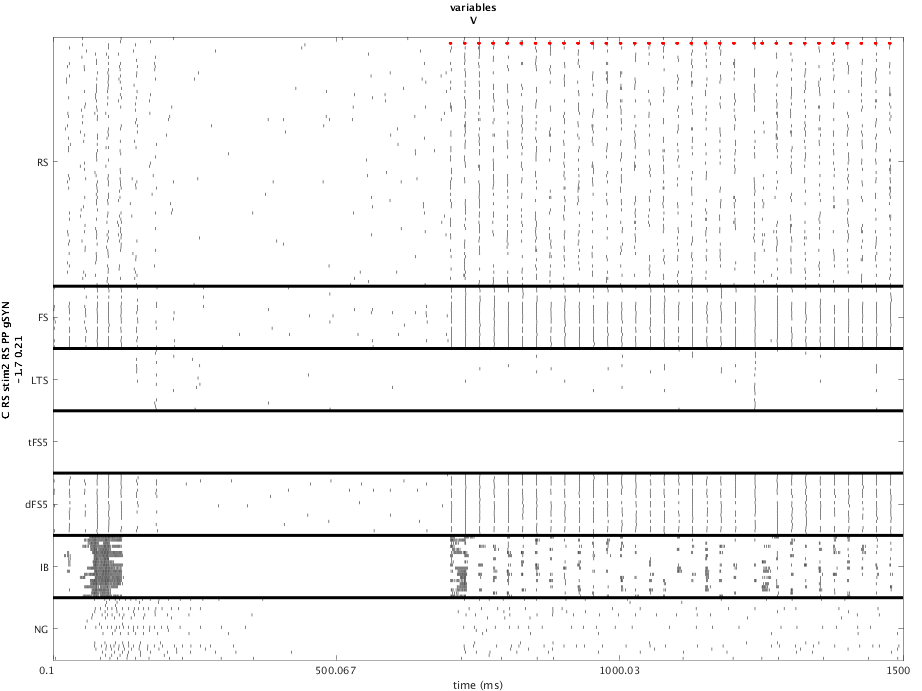 variables
V
C RS stim2 RS PP gSYN
-1.7 0.21
RS
FS
LTS
tFS5
dFS5
IB
NG
0.1
500.067
1000.03
1500
time (ms)